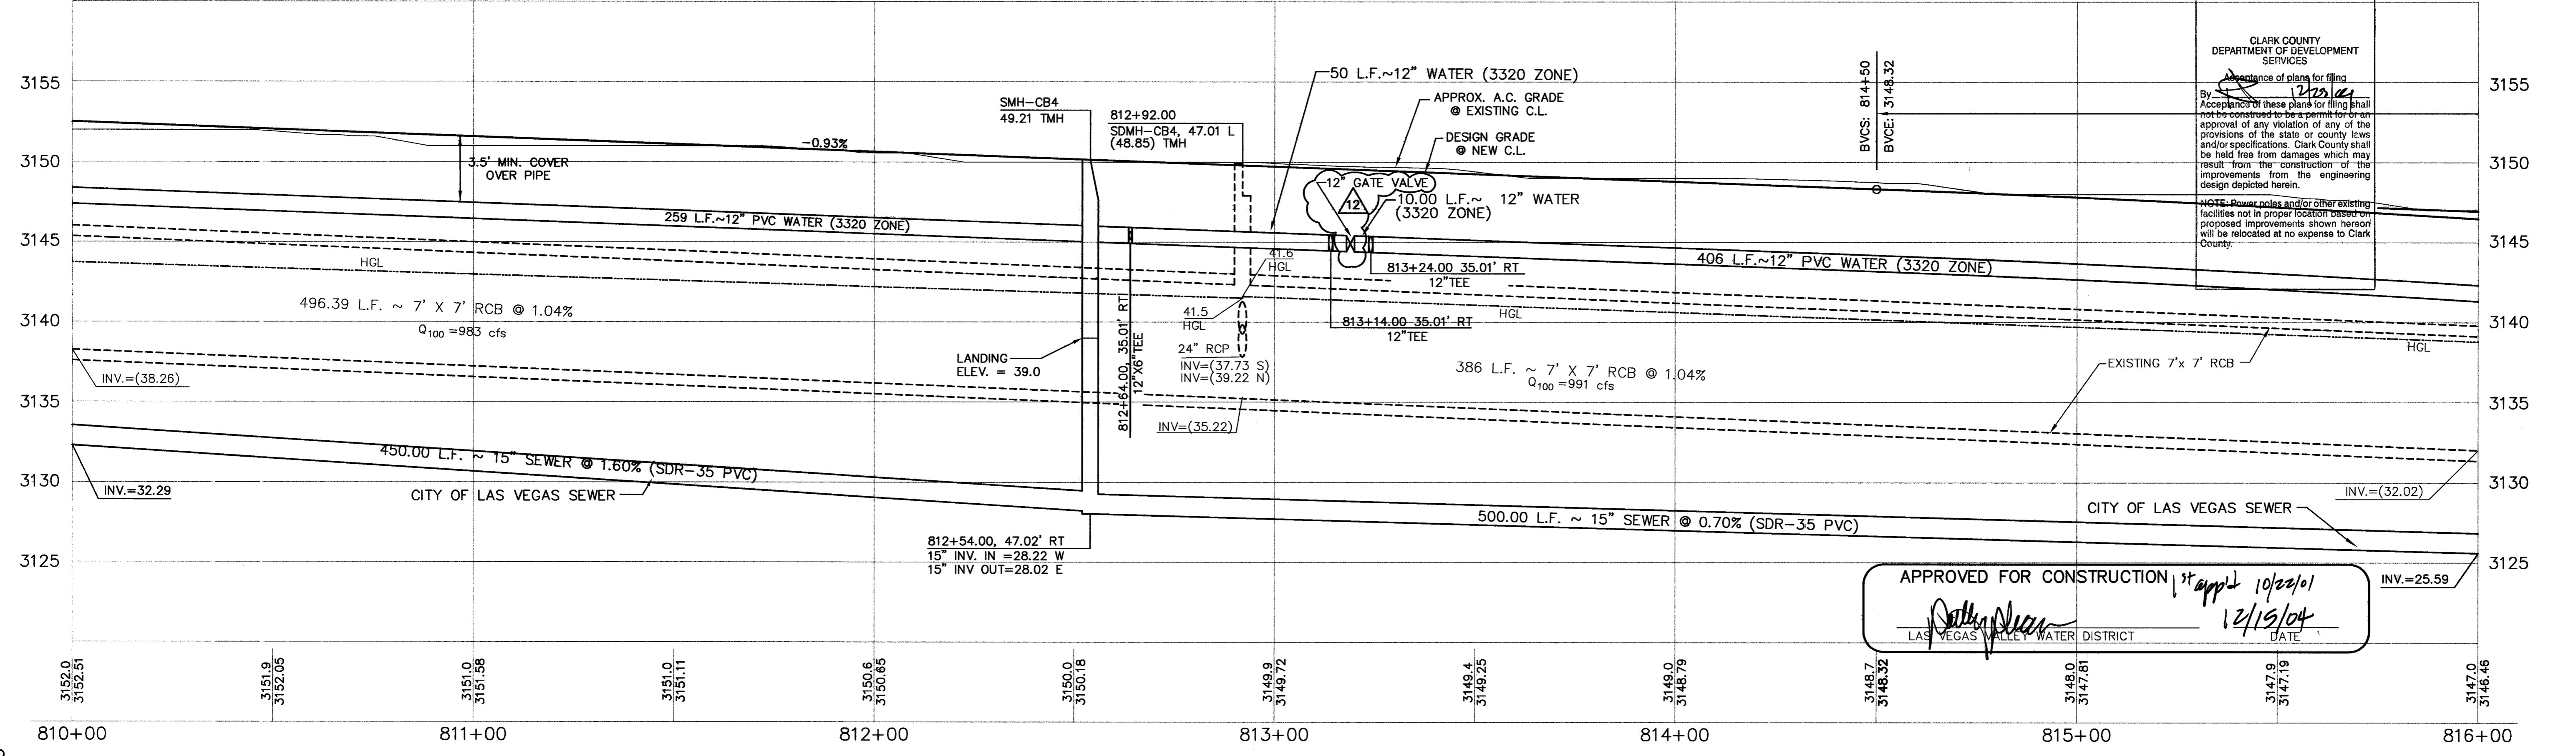 CLARK COUNTY
DEPARTMENT OF DEVELOPMENT
SERVICES
Acceptance of plans for filing
By 12/23/04
Acceptance of these plans for filing shall
not be construed to be a permit for or an
approval of any violation of any of the
provisions of the state or county laws
and/or specifications. Clark County shall
be held free from damages which may
result from the construction of the
improvements from the engineering
design depicted herein.
NOTE: Power poles and/or other existing
facilities not in proper location based on
proposed improvements shown hereon
will be relocated at no expense to Clark
County.
3155
3150
3145
3140
3135
3130
3125
3155
3150
3145
3140
3135
3130
3125
-0.93%
3.5' MIN. COVER
OVER PIPE
259 L.F.~12" PVC WATER (3320 ZONE)
HGL
496.39 L.F. ~ 7' X 7' RCB @ 1.04%
Q100 =983 cfs
INV.=(38.26)
450.00 L.F. ~ 15" SEWER @ 1.60% (SDR-35 PVC)
INV.=32.29
CITY OF LAS VEGAS SEWER
SMH-CB4
49.21 TMH
LANDING
ELEV. = 39.0
812+54.00, 47.02' RT
15" INV. IN =28.22 W
15" INV OUT=28.02 E
812+64.00, 35.01' RT
12"X6"TEE
812+92.00
SDMH-CB4, 47.01 L
(48.85) TMH
41.6
HGL
41.5
HGL
24" RCP
INV=(37.73 S)
INV=(39.22 N)
INV=(35.22)
50 L.F.~12" WATER (3320 ZONE)
APPROX. A.C. GRADE
@ EXISTING C.L.
DESIGN GRADE
@ NEW C.L.
12" GATE VALVE
12
10.00 L.F.~ 12" WATER
(3320 ZONE)
813+24.00 35.01' RT
12"TEE
813+14.00 35.01' RT
12"TEE
HGL
406 L.F.~12" PVC WATER (3320 ZONE)
386 L.F. ~ 7' X 7' RCB @ 1.04%
Q100 =991 cfs
BVCS: 814+50
BVCE: 3148.32
HGL
EXISTING 7'x 7' RCB
INV.=(32.02)
500.00 L.F. ~ 15" SEWER @ 0.70% (SDR-35 PVC)
CITY OF LAS VEGAS SEWER
INV.=25.59
APPROVED FOR CONSTRUCTION 1st app'd 10/22/01
12/15/04
LAS VEGAS VALLEY WATER DISTRICT DATE
3152.0
3152.51
3151.9
3152.05
3151.0
3151.58
3151.0
3151.11
3150.6
3150.65
3150.0
3150.18
3149.9
3149.72
3149.4
3149.25
3149.0
3148.79
3148.7
3148.32
3148.0
3147.81
3147.9
3147.19
3147.0
3146.46
810+00
811+00
812+00
813+00
814+00
815+00
816+00